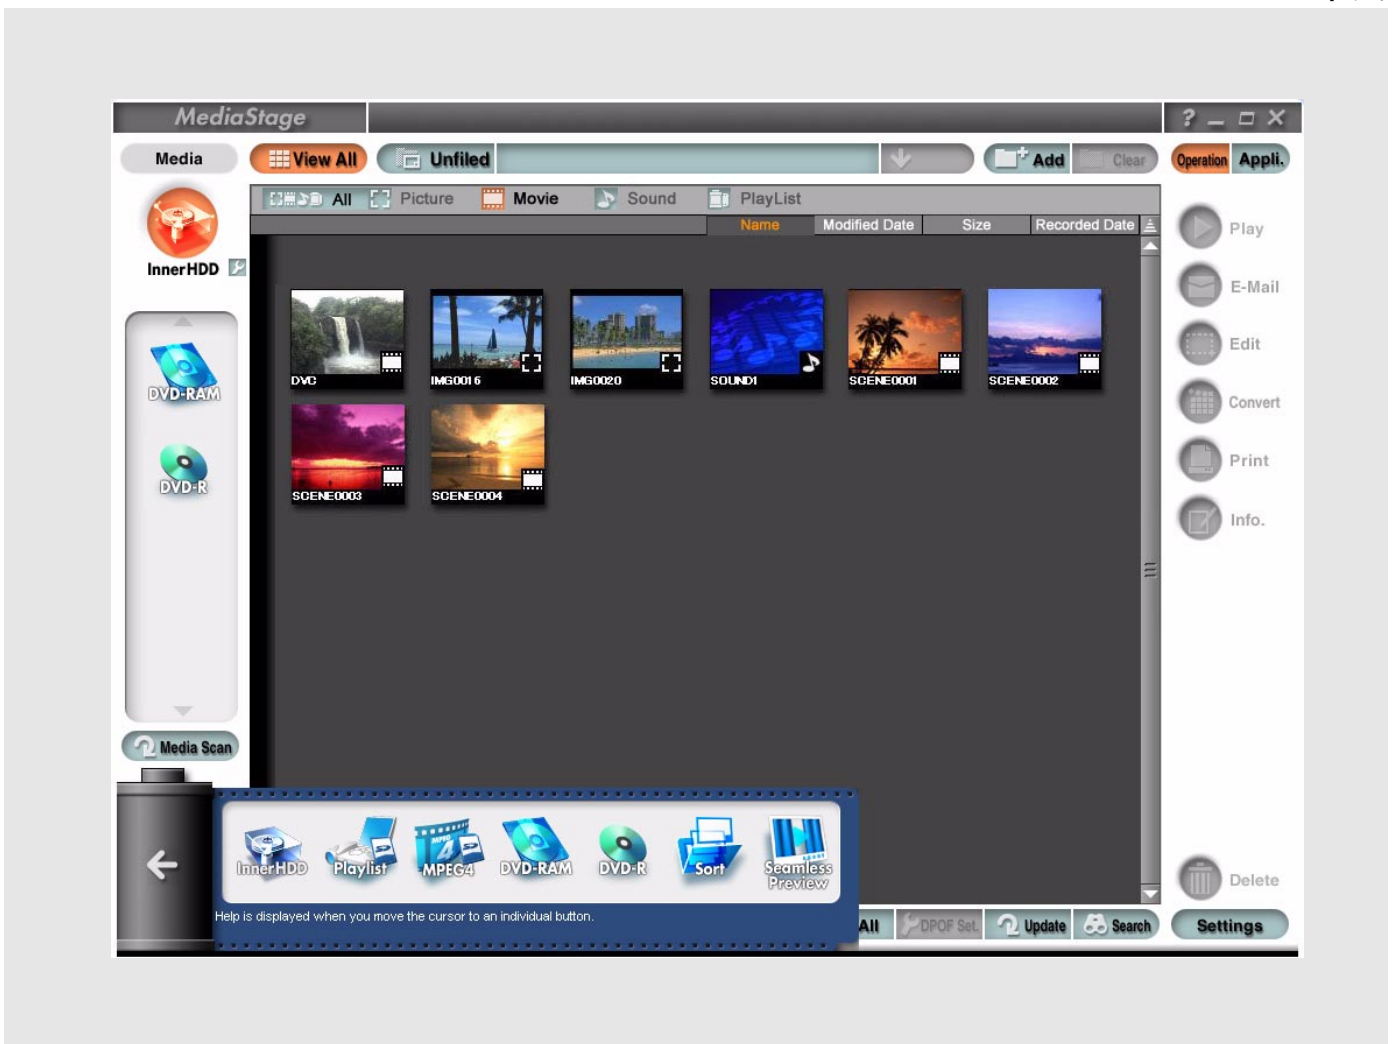 MediaStage
?
Media
View All
Unfiled
Add
Clear
Operation
Appli.
All
Picture
Movie
Sound
PlayList
Name
Modified Date
Size
Recorded Date
InnerHDD
DVD-RAM
DVD-R
Media Scan
DVC
IMG0016
IMG0020
SOUND1
SCENE0001
SCENE0002
SCENE0003
SCENE0004
Play
E-Mail
Edit
Convert
Print
Info.
Delete
InnerHDD
Playlist
MPEG
4
MPEG4
DVD-RAM
DVD-R
Sort
Seamless
Preview
Help is displayed when you move the cursor to an individual button.
All
DPOF Set.
Update
Search
Settings